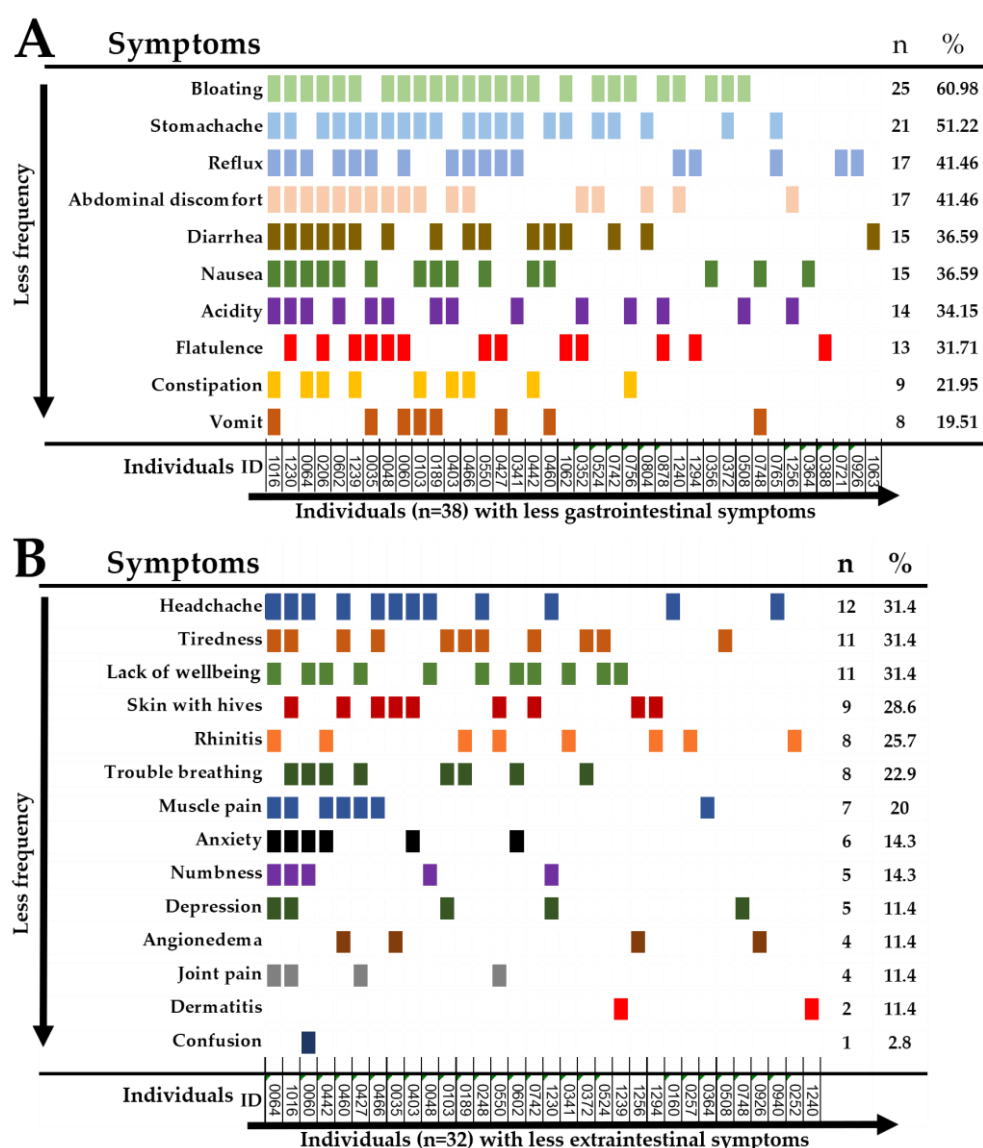 A Symptoms n %
Less frequency
Bloating 25 60.98
Stomachache 21 51.22
Reflux 17 41.46
Abdominal discomfort 17 41.46
Diarrhea 15 36.59
Nausea 15 36.59
Acidity 14 34.15
Flatulence 13 31.71
Constipation 9 21.95
Vomit 8 19.51
Individuals ID 1016 1230 0064 0206 0602 1239 0035 0048 0060 0103 0189 0403 0466 0550 0427 0341 0442 0460 1062 0352 0524 0742 0756 0804 0878 1240 1294 0356 0372 0508 0748 0765 1256 0364 0388 0721 0926 1063
Individuals (n=38) with less gastrointestinal symptoms
B Symptoms n %
Less frequency
Headchache 12 31.4
Tiredness 11 31.4
Lack of wellbeing 11 31.4
Skin with hives 9 28.6
Rhinitis 8 25.7
Trouble breathing 8 22.9
Muscle pain 7 20
Anxiety 6 14.3
Numbness 5 14.3
Depression 5 11.4
Angionedema 4 11.4
Joint pain 4 11.4
Dermatitis 2 11.4
Confusion 1 2.8
Individuals ID 0064 1016 0060 0442 0460 0427 0466 0035 0403 0048 0103 0189 0248 0550 0602 0742 1230 0341 0372 0524 1239 1256 1294 0160 0257 0364 0508 0748 0926 0940 0252 1240
Individuals (n=32) with less extraintestinal symptoms